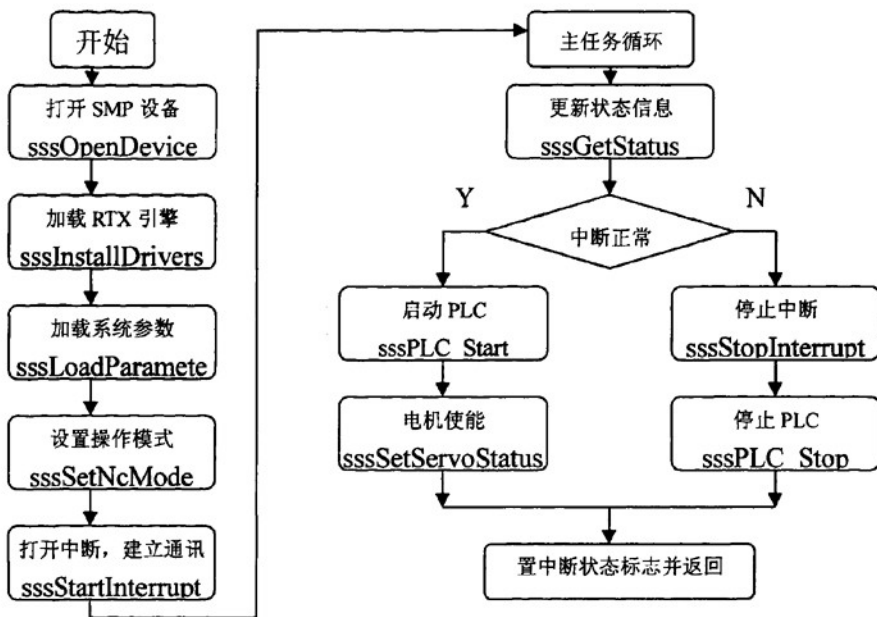 开始
打开 SMP 设备
sssOpenDevice
加载 RTX 引擎
sssInstallDrivers
加载系统参数
sssLoadParamete
设置操作模式
sssSetNcMode
打开中断，建立通讯
sssStartInterrupt
主任务循环
更新状态信息
sssGetStatus
中断正常
Y
N
启动 PLC
sssPLC_Start
电机使能
sssSetServoStatus
停止中断
sssStopInterrupt
停止 PLC
sssPLC_Stop
置中断状态标志并返回